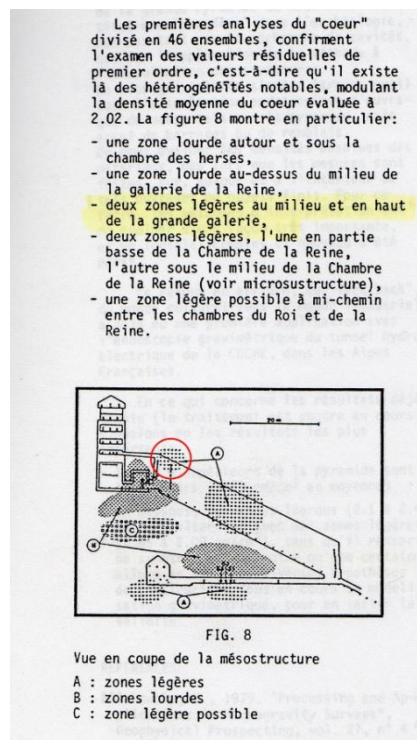 Les premières analyses du "coeur"
divisé en 46 ensembles, confirment
l'examen des valeurs résiduelles de
premier ordre, c'est-à-dire qu'il existe
là des hétérogénéïtés notables, modulant
la densité moyenne du coeur évaluée à
2.02. La figure 8 montre en particulier:
- une zone lourde autour et sous la
chambre des herses,
- une zone lourde au-dessus du milieu de
la galerie de la Reine,
- deux zones légères au milieu et en haut
de la grande galerie,
- deux zones légères, l'une en partie
basse de la Chambre de la Reine,
l'autre sous le milieu de la Chambre
de la Reine (voir microsustructure),
- une zone légère possible à mi-chemin
entre les chambres du Roi et de la
Reine.
A
C
A
FIG. 8
Vue en coupe de la mésostructure
A : zones légères
B : zones lourdes
C : zone légère possible